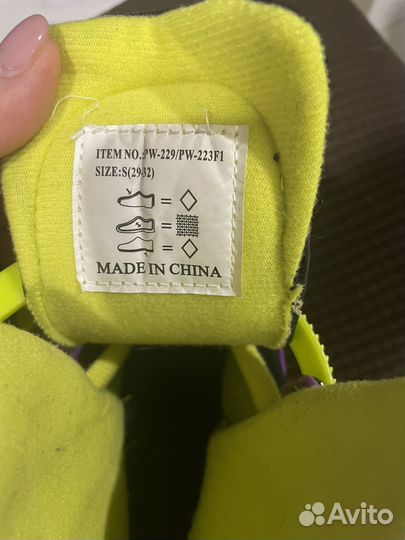 ITEM NO.:PW-229/PW-223F1
SIZE:S(29-32)
=
=
=
MADE IN CHINA
Avito